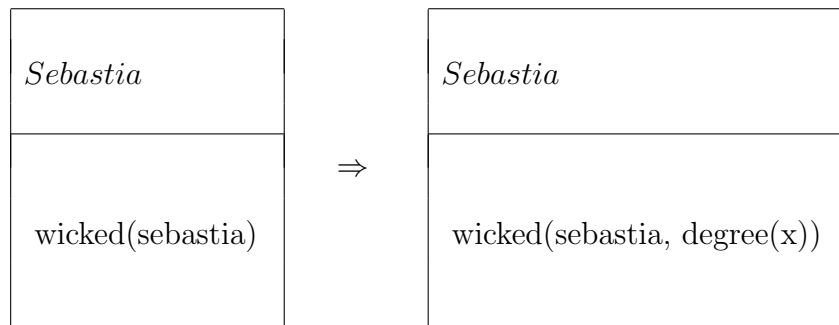 Sebastia
wicked(sebastia)
⇒
Sebastia
wicked(sebastia, degree(x))